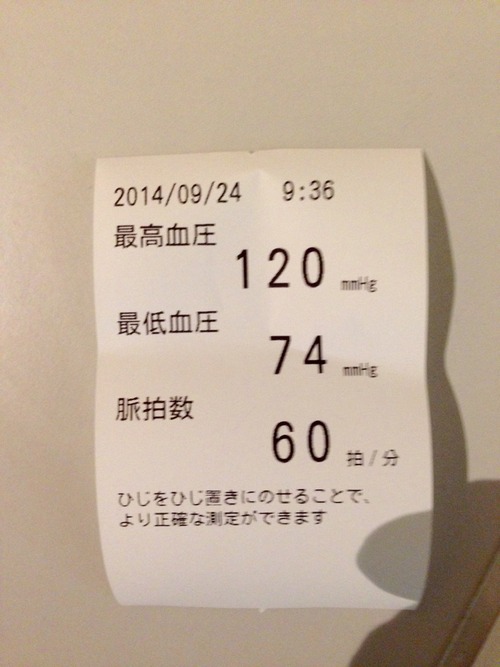 2014/09/24 9:36
最高血圧
120 mmHg
最低血圧
74 mmHg
脈拍数
60 拍/分
ひじをひじ置きにのせることで、
より正確な測定ができます